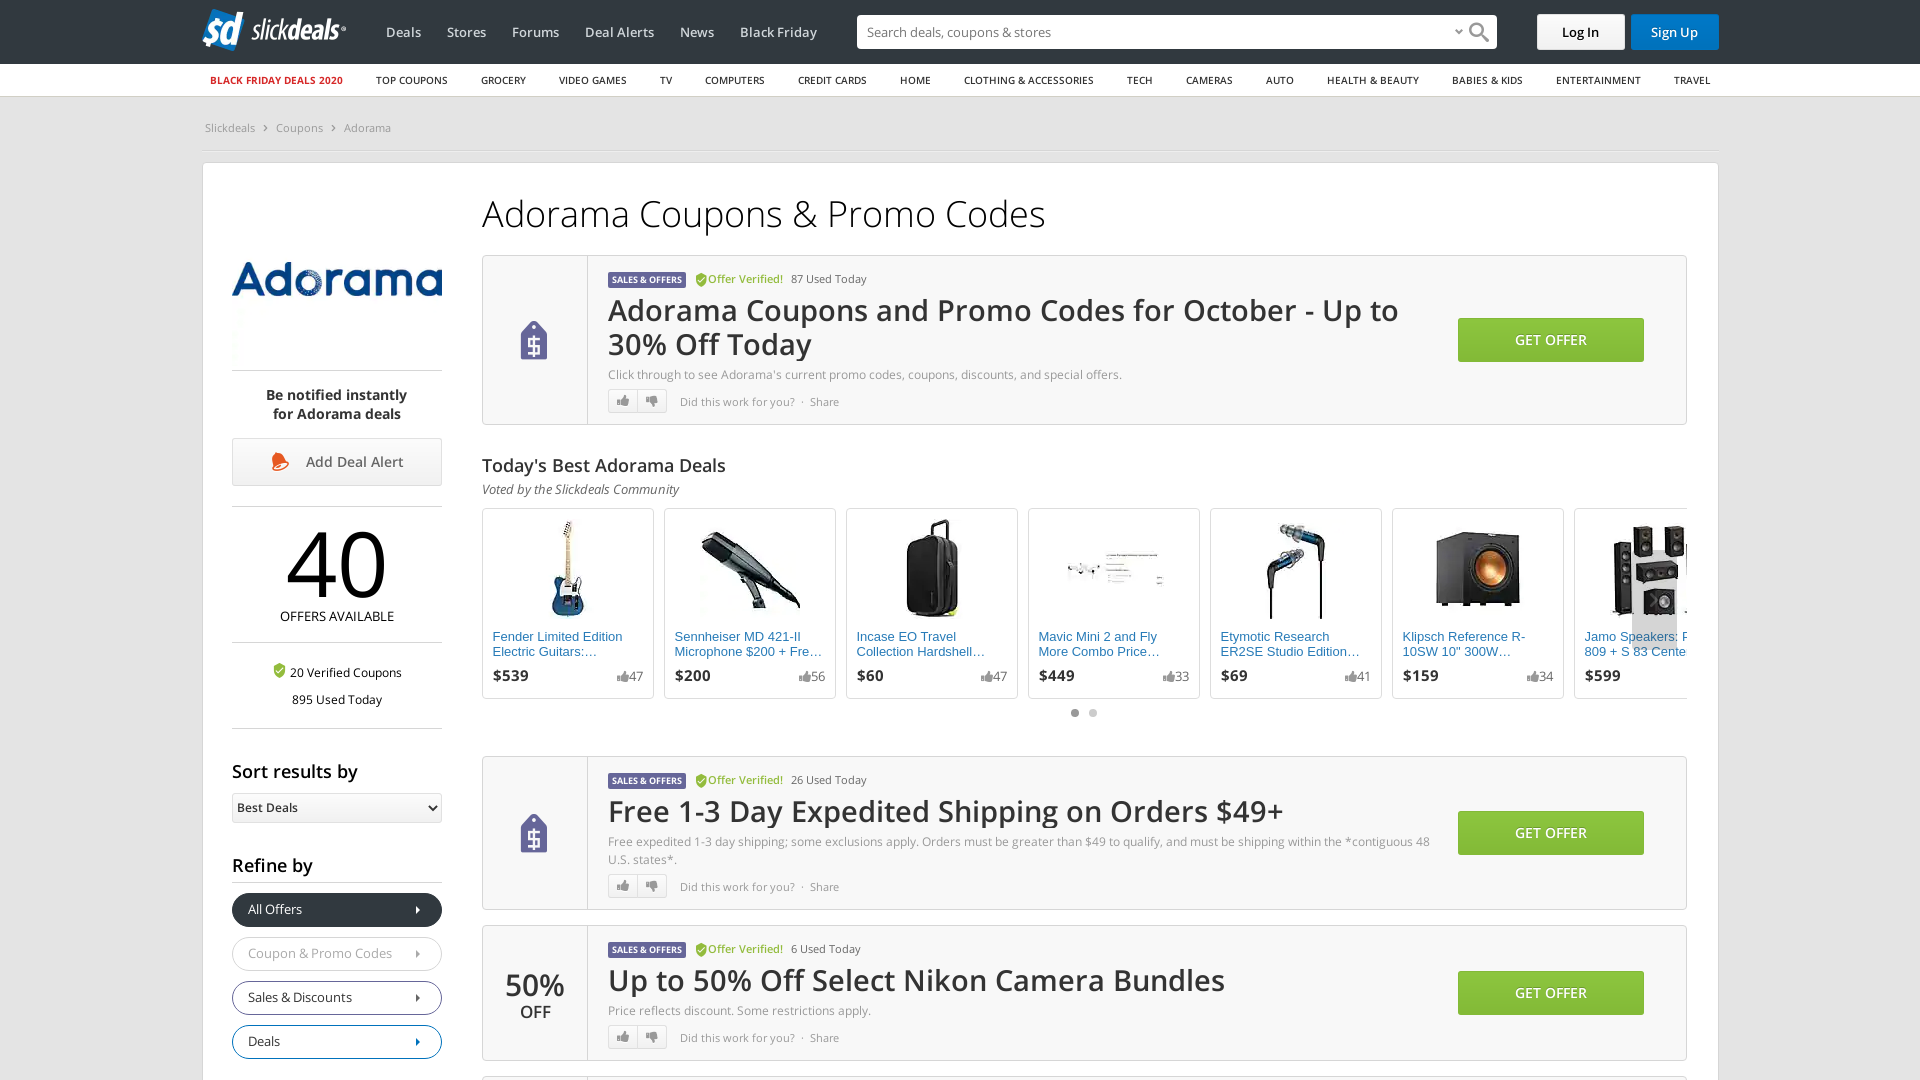 slickdeals
Deals
Stores
Forums
Deal Alerts
News
Black Friday
Search deals, coupons & stores
Log In
Sign Up
BLACK FRIDAY DEALS 2020
TOP COUPONS
GROCERY
VIDEO GAMES
TV
COMPUTERS
CREDIT CARDS
HOME
CLOTHING & ACCESSORIES
TECH
CAMERAS
AUTO
HEALTH & BEAUTY
BABIES & KIDS
ENTERTAINMENT
TRAVEL
Slickdeals > Coupons > Adorama
Adorama
Be notified instantly
for Adorama deals
Add Deal Alert
40
OFFERS AVAILABLE
20 Verified Coupons
895 Used Today
Sort results by
Best Deals
Refine by
All Offers
Coupon & Promo Codes
Sales & Discounts
Deals
Adorama Coupons & Promo Codes
SALES & OFFERS Offer Verified! 87 Used Today
Adorama Coupons and Promo Codes for October - Up to
30% Off Today
Click through to see Adorama's current promo codes, coupons, discounts, and special offers.
Did this work for you? · Share
GET OFFER
Today's Best Adorama Deals
Voted by the Slickdeals Community
Fender Limited Edition
Electric Guitars:…
$539 47
Sennheiser MD 421-II
Microphone $200 + Fre…
$200 56
Incase EO Travel
Collection Hardshell…
$60 47
Mavic Mini 2 and Fly
More Combo Price…
$449 33
Etymotic Research
ER2SE Studio Edition…
$69 41
Klipsch Reference R-
10SW 10" 300W…
$159 34
Jamo Speakers:
809 + S 83 Cente
$599
SALES & OFFERS Offer Verified! 26 Used Today
Free 1-3 Day Expedited Shipping on Orders $49+
Free expedited 1-3 day shipping; some exclusions apply. Orders must be greater than $49 to qualify, and must be shipping within the *contiguous 48
U.S. states*.
Did this work for you? · Share
GET OFFER
50%
OFF
SALES & OFFERS Offer Verified! 6 Used Today
Up to 50% Off Select Nikon Camera Bundles
Price reflects discount. Some restrictions apply.
Did this work for you? · Share
GET OFFER